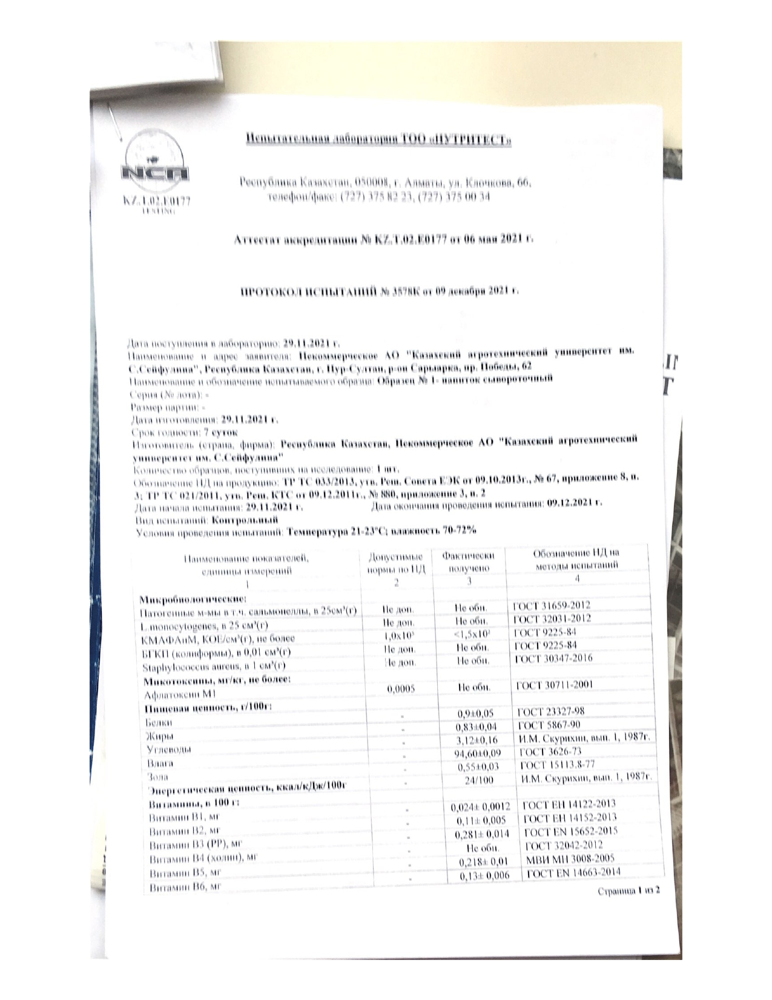 Испытательная лаборатория ТОО «НУТРИТЕСТ»
NСП
KZ.T.02.E0177
TESTING
Республика Казахстан, 050008, г. Алматы, ул. Клочкова, 66,
телефон/факс: (727) 375 82 23, (727) 375 00 34
Аттестат аккредитации № KZ.T.02.E0177 от 06 мая 2021 г.
ПРОТОКОЛ ИСПЫТАНИЙ № 3578К от 09 декабря 2021 г.
Дата поступления в лабораторию: 29.11.2021 г.
Наименование и адрес заявителя: Некоммерческое АО "Казахский агротехнический университет им.
С.Сейфулина", Республика Казахстан, г. Нур-Султан, р-он Сарыарка, пр. Победы, 62
Наименование и обозначение испытываемого образца: Образец № 1- напиток сывороточный
Серия (№ лота): -
Размер партии: -
Дата изготовления: 29.11.2021 г.
Срок годности: 7 суток
Изготовитель (страна, фирма): Республика Казахстан, Некоммерческое АО "Казахский агротехнический
университет им. С.Сейфулина"
Количество образцов, поступивших на исследование: 1 шт.
Обозначение НД на продукцию: ТР ТС 033/2013, утв. Реш. Совета ЕЭК от 09.10.2013г., № 67, приложение 8, п.
3; ТР ТС 021/2011, утв. Реш. КТС от 09.12.2011г., № 880, приложение 3, п. 2
Дата начала испытания: 29.11.2021 г. Дата окончания проведения испытания: 09.12.2021 г.
Вид испытаний: Контрольный
Условия проведения испытаний: Температура 21-23ºС; влажность 70-72%
Наименование показателей, Допустимые Фактически Обозначение НД на
единицы измерений нормы по НД получено методы испытаний
1 2 3 4
Микробиологические:
Патогенные м-мы в т.ч. сальмонеллы, в 25см³(г) Не доп. Не обн. ГОСТ 31659-2012
L.monocytogenes, в 25 см³(г) Не доп. Не обн. ГОСТ 32031-2012
КМАФАнМ, КОЕ/см³(г), не более 1,0х10⁵ <1,5х10² ГОСТ 9225-84
БГКП (колиформы), в 0,01 см³(г) Не доп. Не обн. ГОСТ 9225-84
Staphylococcus aureus, в 1 см³(г) Не доп. Не обн. ГОСТ 30347-2016
Микотоксины, мг/кг, не более:
Афлатоксин М1 0,0005 Не обн. ГОСТ 30711-2001
Пищевая ценность, г/100г:
Белки - 0,9±0,05 ГОСТ 23327-98
Жиры - 0,83±0,04 ГОСТ 5867-90
Углеводы - 3,12±0,16 И.М. Скурихин, вып. 1, 1987г.
Влага - 94,60±0,09 ГОСТ 3626-73
Зола - 0,55±0,03 ГОСТ 15113.8-77
Энергетическая ценность, ккал/кДж/100г - 24/100 И.М. Скурихин, вып. 1, 1987г.
Витамины, в 100 г:
Витамин В1, мг - 0,024± 0,0012 ГОСТ ЕН 14122-2013
Витамин В2, мг - 0,11± 0,005 ГОСТ ЕН 14152-2013
Витамин В3 (РР), мг - 0,281± 0,014 ГОСТ EN 15652-2015
Витамин В4 (холин), мг - Не обн. ГОСТ 32042-2012
Витамин В5, мг - 0,218± 0,01 МВИ МН 3008-2005
Витамин В6, мг - 0,13± 0,006 ГОСТ EN 14663-2014
Страница 1 из 2